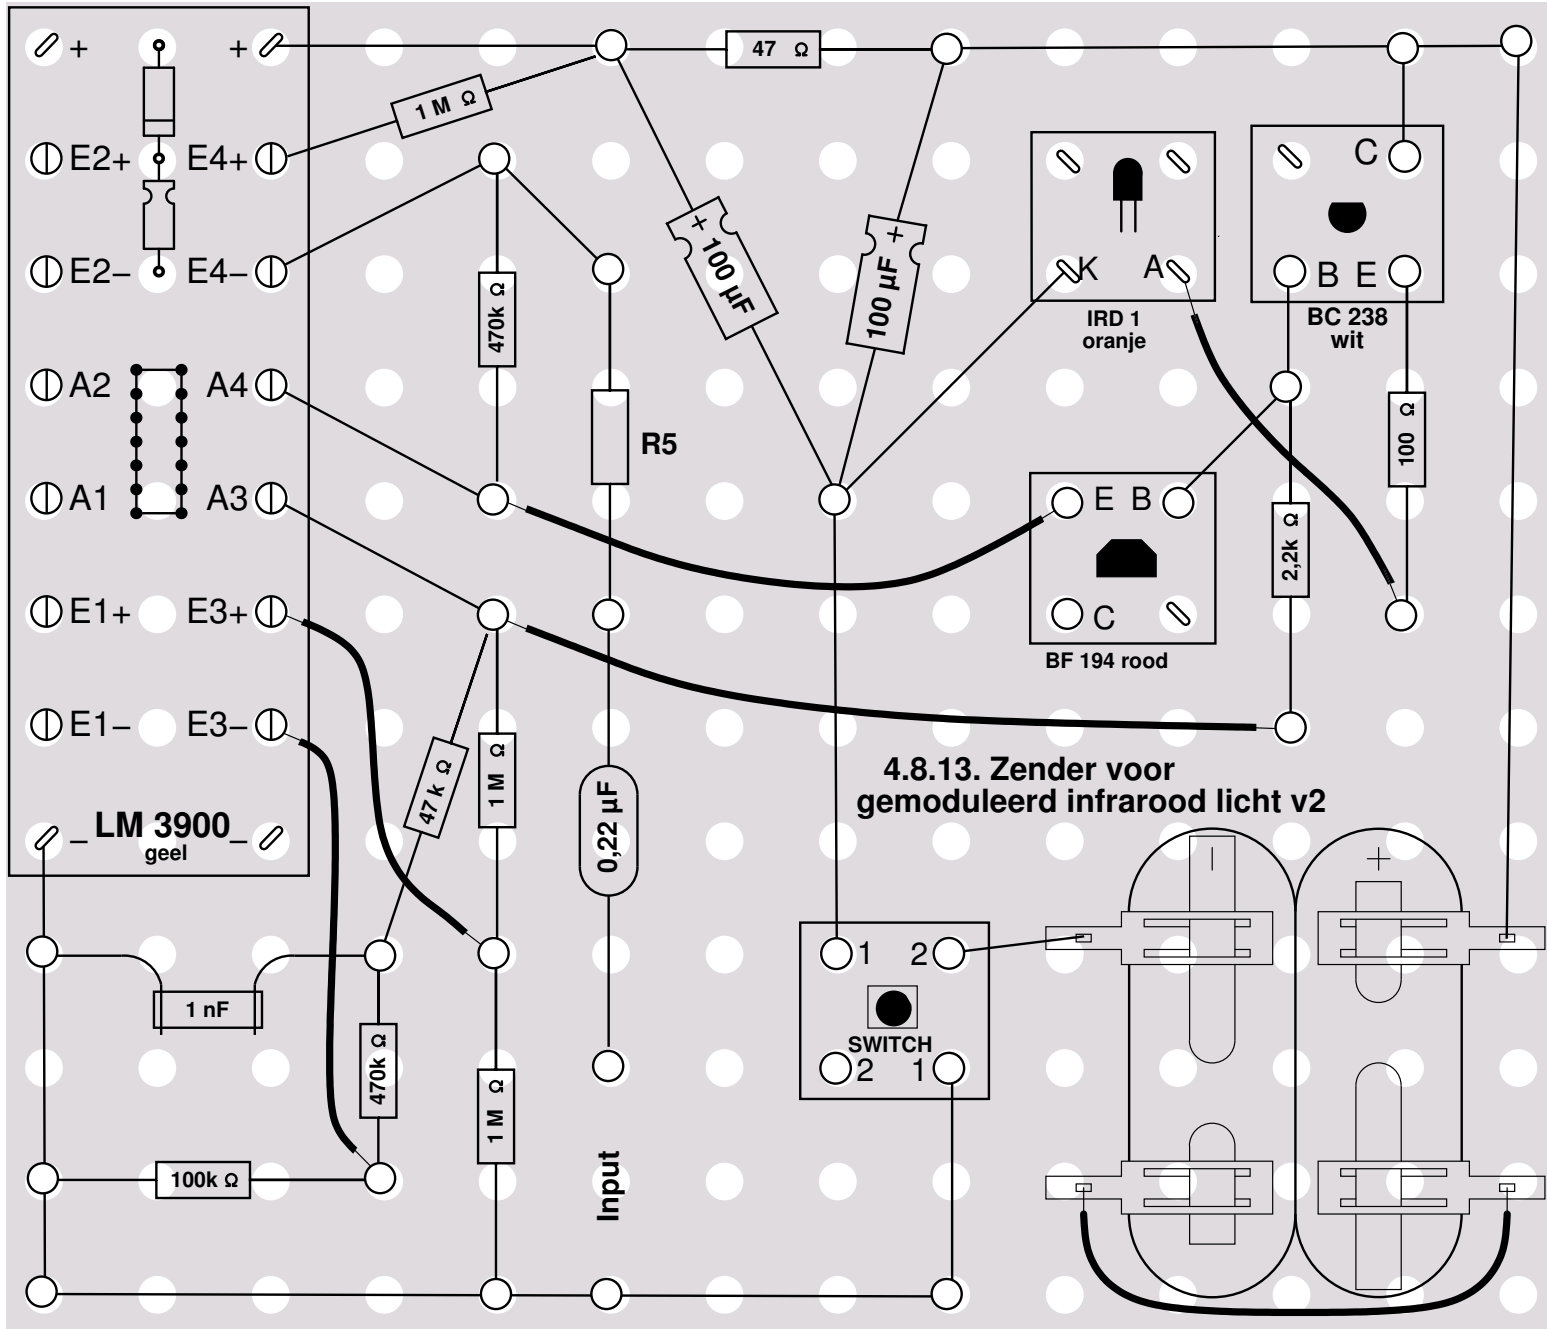 + +
47 Ω
1 M Ω
E2+ E4+
C
E2– E4–
+
100 µF
+
100 µF
K A
B E
470k Ω
IRD 1
oranje
BC 238
wit
A2 A4
R5
100 Ω
A1 A3
E B
2,2k Ω
E1+ E3+
C
BF 194 rood
E1– E3–
47 k Ω
1 M Ω
0,22 µF
4.8.13. Zender voor
gemoduleerd infrarood licht v2
– LM 3900 –
geel
– +
1 2
1 nF
SWITCH
2 1
470k Ω
1 M Ω
100k Ω
Input